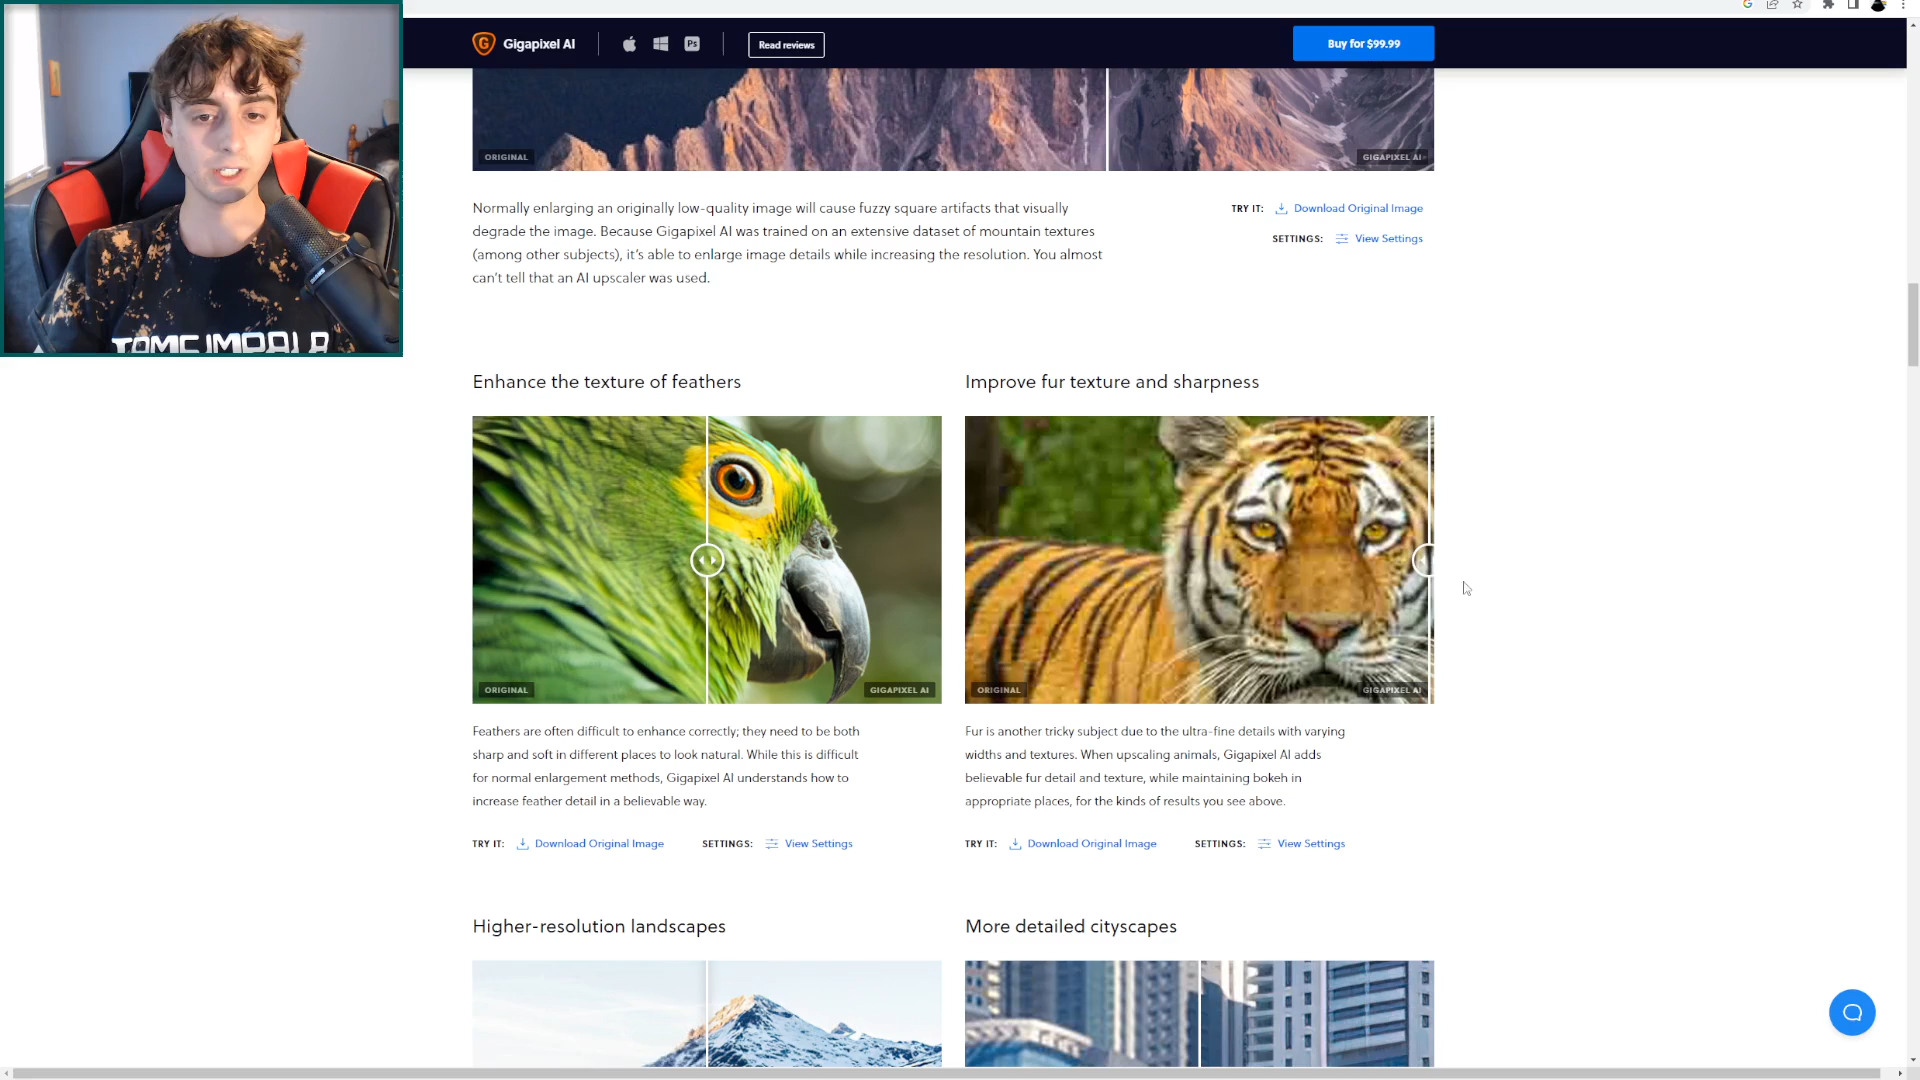 Gigapixel AI
Ps
Read reviews
Buy for $99.99
ORIGINAL
GIGAPIXEL AI
Normally enlarging an originally low-quality image will cause fuzzy square artifacts that visually
degrade the image. Because Gigapixel AI was trained on an extensive dataset of mountain textures
(among other subjects), it's able to enlarge image details while increasing the resolution. You almost
can't tell that an AI upscaler was used.
TRY IT: Download Original Image
SETTINGS: View Settings
TAME IMPALA
Enhance the texture of feathers
ORIGINAL
GIGAPIXEL AI
Feathers are often difficult to enhance correctly; they need to be both
sharp and soft in different places to look natural. While this is difficult
for normal enlargement methods, Gigapixel AI understands how to
increase feather detail in a believable way.
TRY IT: Download Original Image SETTINGS: View Settings
Improve fur texture and sharpness
ORIGINAL
GIGAPIXEL AI
Fur is another tricky subject due to the ultra-fine details with varying
widths and textures. When upscaling animals, Gigapixel AI adds
believable fur detail and texture, while maintaining bokeh in
appropriate places, for the kinds of results you see above.
TRY IT: Download Original Image SETTINGS: View Settings
Higher-resolution landscapes
More detailed cityscapes